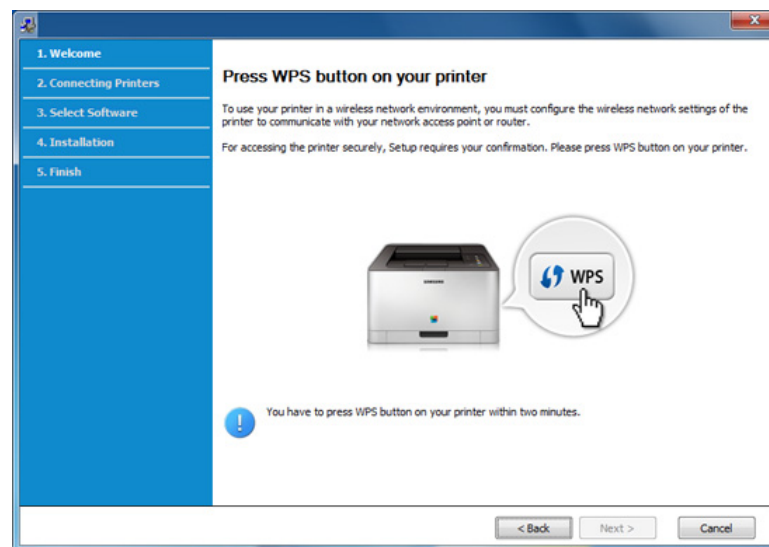 1. Welcome
2. Connecting Printers
3. Select Software
4. Installation
5. Finish
Press WPS button on your printer
To use your printer in a wireless network environment, you must configure the wireless network settings of the
printer to communicate with your network access point or router.
For accessing the printer securely, Setup requires your confirmation. Please press WPS button on your printer.
SAMSUNG
WPS
You have to press WPS button on your printer within two minutes.
< Back
Next >
Cancel